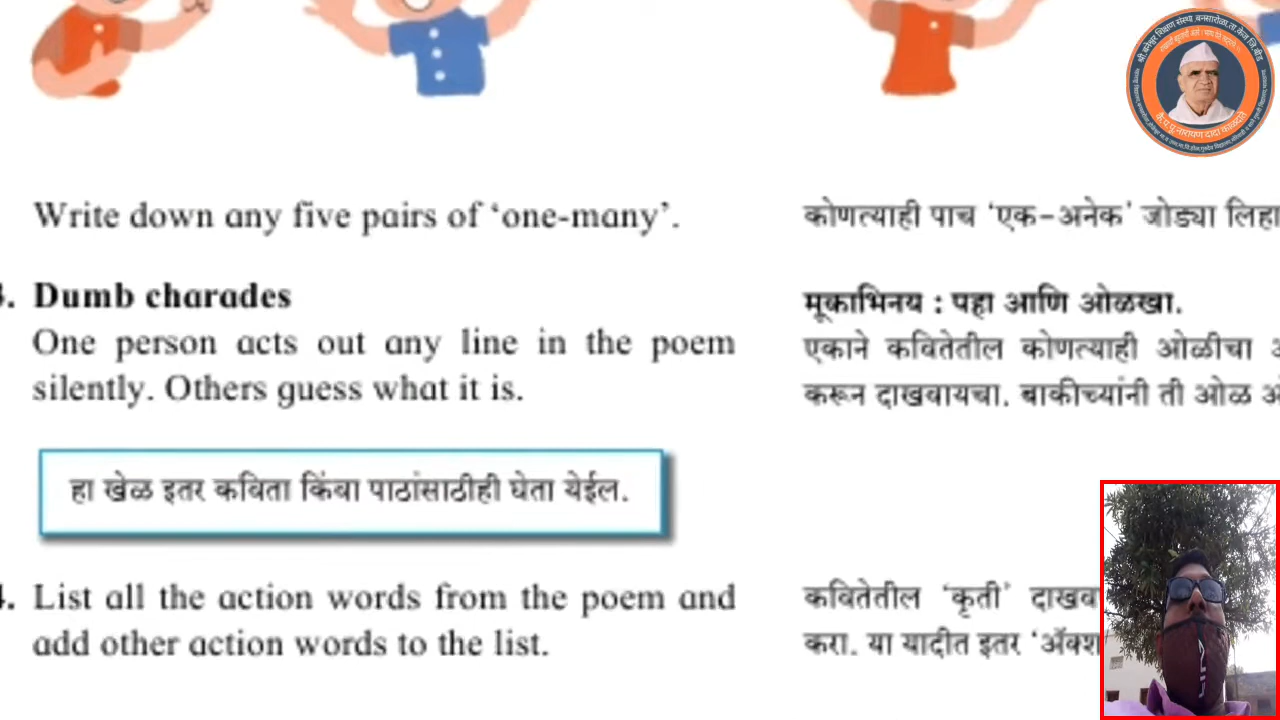 Write down any five pairs of ‘one-many’.
कोणत्याही पाच ‘एक-अनेक’ जोड्या लिहा
3. Dumb charades
One person acts out any line in the poem
silently. Others guess what it is.
मूकाभिनय : पहा आणि ओळखा.
एकाने कवितेतील कोणत्याही ओळीचा
करून दाखवायचा. बाकीच्यांनी ती ओळ
हा खेळ इतर कविता किंवा पाठांसाठीही घेता येईल.
4. List all the action words from the poem and
add other action words to the list.
कवितेतील ‘कृती’ दाखव
करा. या यादीत इतर ‘ॲक्श
कै.प.पू.नारायण दादा काळदाते